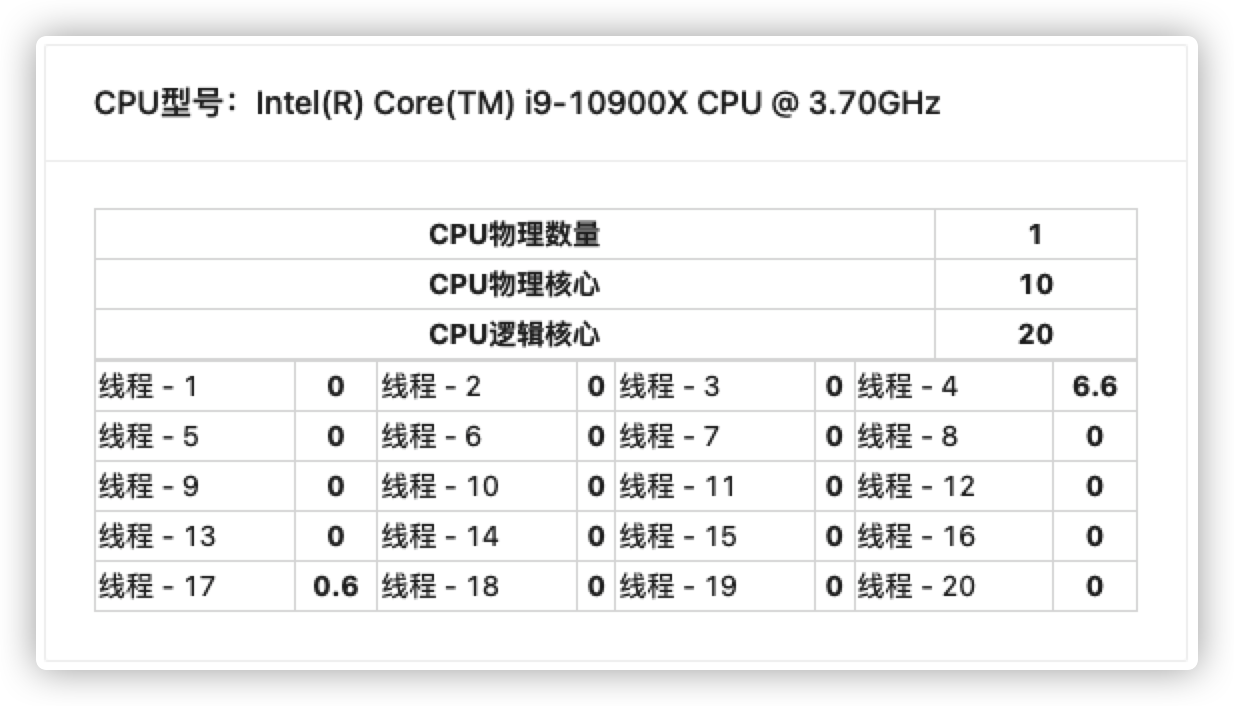 CPU型号：Intel(R) Core(TM) i9-10900X CPU @ 3.70GHz
CPU物理数量 1
CPU物理核心 10
CPU逻辑核心 20
线程 - 1 0 线程 - 2 0 线程 - 3 0 线程 - 4 6.6
线程 - 5 0 线程 - 6 0 线程 - 7 0 线程 - 8 0
线程 - 9 0 线程 - 10 0 线程 - 11 0 线程 - 12 0
线程 - 13 0 线程 - 14 0 线程 - 15 0 线程 - 16 0
线程 - 17 0.6 线程 - 18 0 线程 - 19 0 线程 - 20 0